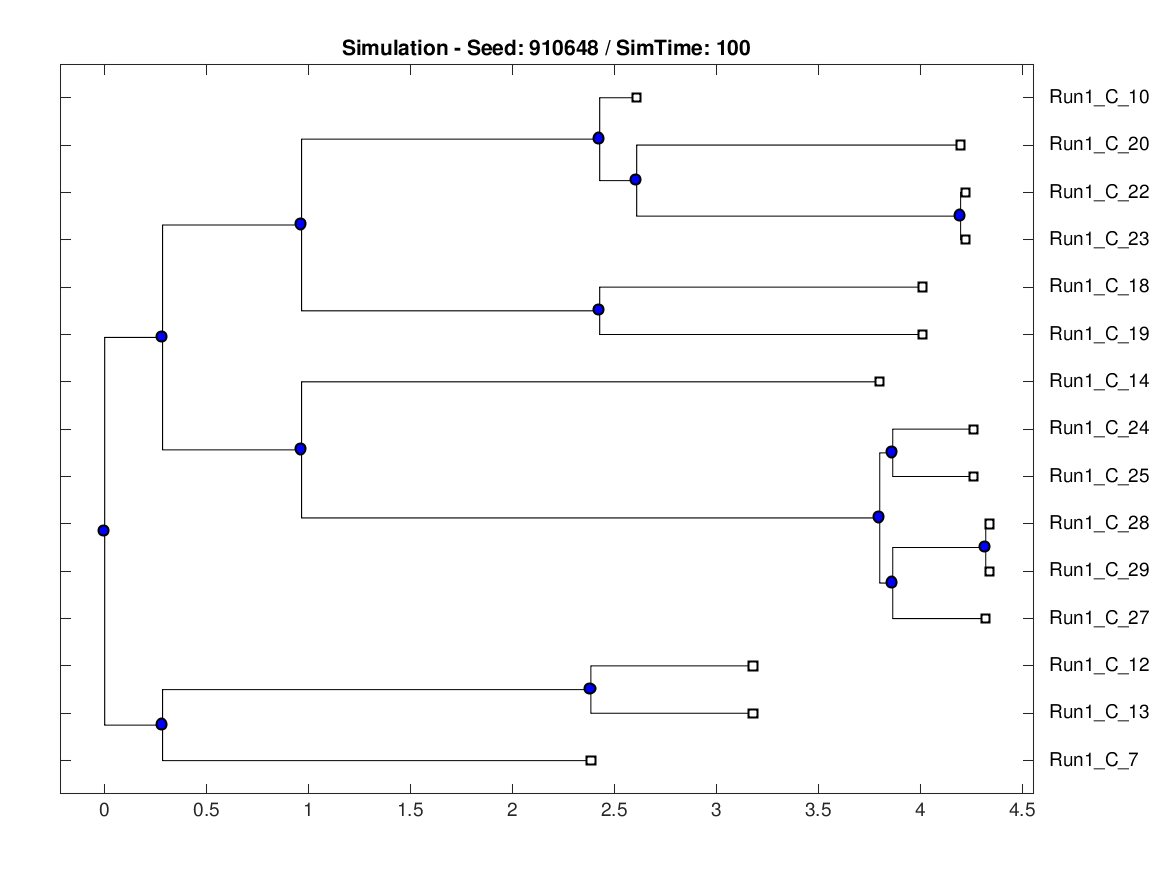 Simulation - Seed: 910648 / SimTime: 100
Run1_C_10
Run1_C_20
Run1_C_22
Run1_C_23
Run1_C_18
Run1_C_19
Run1_C_14
Run1_C_24
Run1_C_25
Run1_C_28
Run1_C_29
Run1_C_27
Run1_C_12
Run1_C_13
Run1_C_7
0 0.5 1 1.5 2 2.5 3 3.5 4 4.5